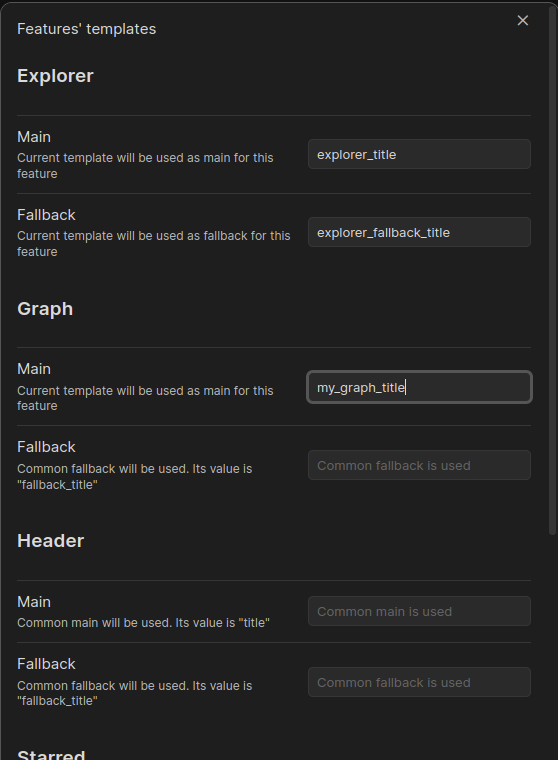 Features' templates
Explorer
Main
Current template will be used as main for this
feature
explorer_title
Fallback
Current template will be used as fallback for this
feature
explorer_fallback_title
Graph
Main
Current template will be used as main for this
feature
my_graph_title
Fallback
Common fallback will be used. Its value is
"fallback_title"
Common fallback is used
Header
Main
Common main will be used. Its value is "title"
Common main is used
Fallback
Common fallback will be used. Its value is
"fallback_title"
Common fallback is used
Starred